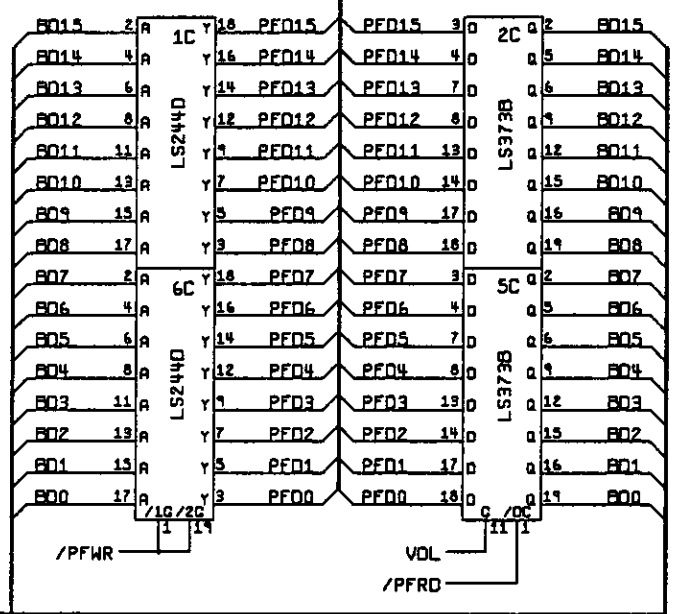 BD15 2 A 1C Y 18 PFD15 PFD15 3 D 2C Q 2 BD15
BD14 4 A Y 16 PFD14 PFD14 4 D Q 5 BD14
BD13 6 A Y 14 PFD13 PFD13 7 D Q 6 BD13
BD12 8 A Y 12 PFD12 PFD12 8 D Q 9 BD12
LS244D LS373B
BD11 11 A Y 9 PFD11 PFD11 13 D Q 12 BD11
BD10 13 A Y 7 PFD10 PFD10 14 D Q 15 BD10
BD9 15 A Y 5 PFD9 PFD9 17 D Q 16 BD9
BD8 17 A Y 3 PFD8 PFD8 18 D Q 19 BD8
BD7 2 A 6C Y 18 PFD7 PFD7 3 D 5C Q 2 BD7
BD6 4 A Y 16 PFD6 PFD6 4 D Q 5 BD6
BD5 6 A Y 14 PFD5 PFD5 7 D Q 6 BD5
BD4 8 A Y 12 PFD4 PFD4 8 D Q 9 BD4
LS244D LS373B
BD3 11 A Y 9 PFD3 PFD3 13 D Q 12 BD3
BD2 13 A Y 7 PFD2 PFD2 14 D Q 15 BD2
BD1 15 A Y 5 PFD1 PFD1 17 D Q 16 BD1
BD0 17 A Y 3 PFD0 PFD0 18 D Q 19 BD0
/1G /2G G /OC
1 19 11 1
/PFWR VDL
/PFRD